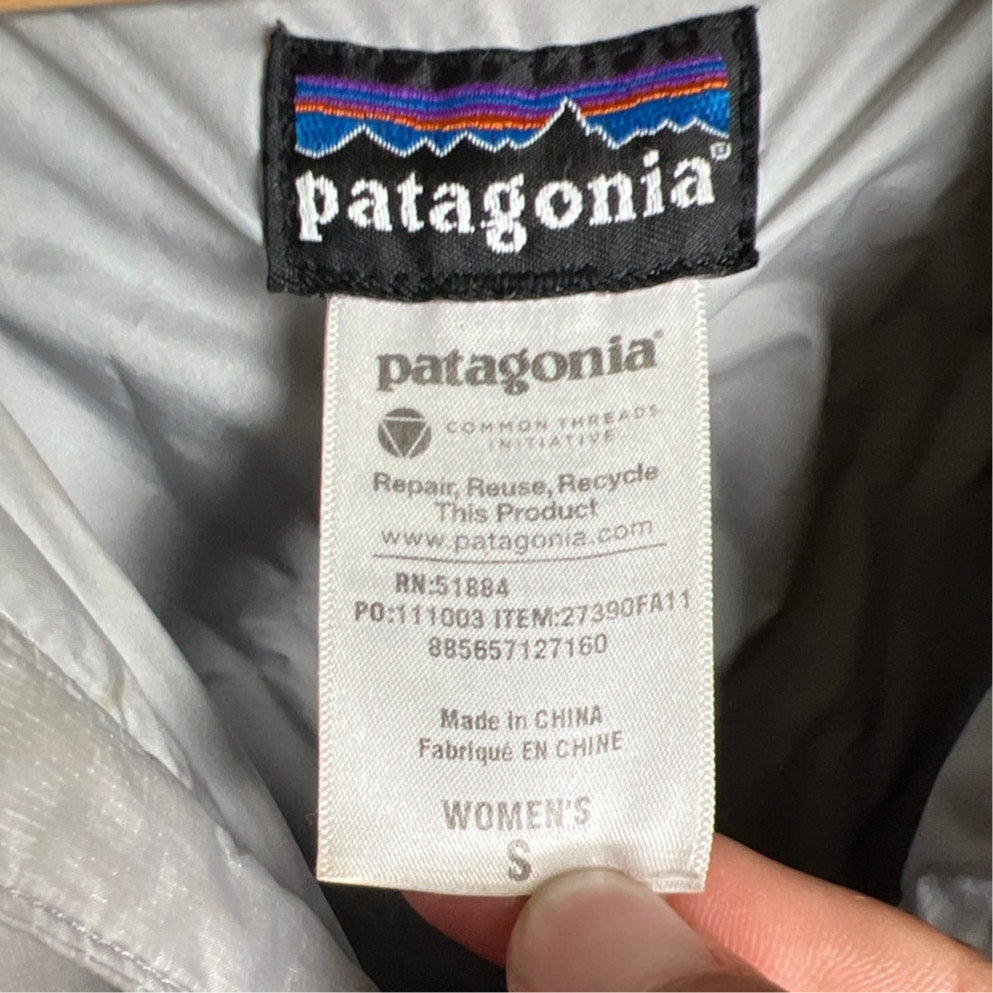 patagonia®
patagonia®
COMMON THREADS
INITIATIVE
Repair, Reuse, Recycle
This Product
www.patagonia.com
RN:51884
PO:111003 ITEM:27390FA11
885657127160
Made in CHINA
Fabriqué EN CHINE
WOMEN'S
S